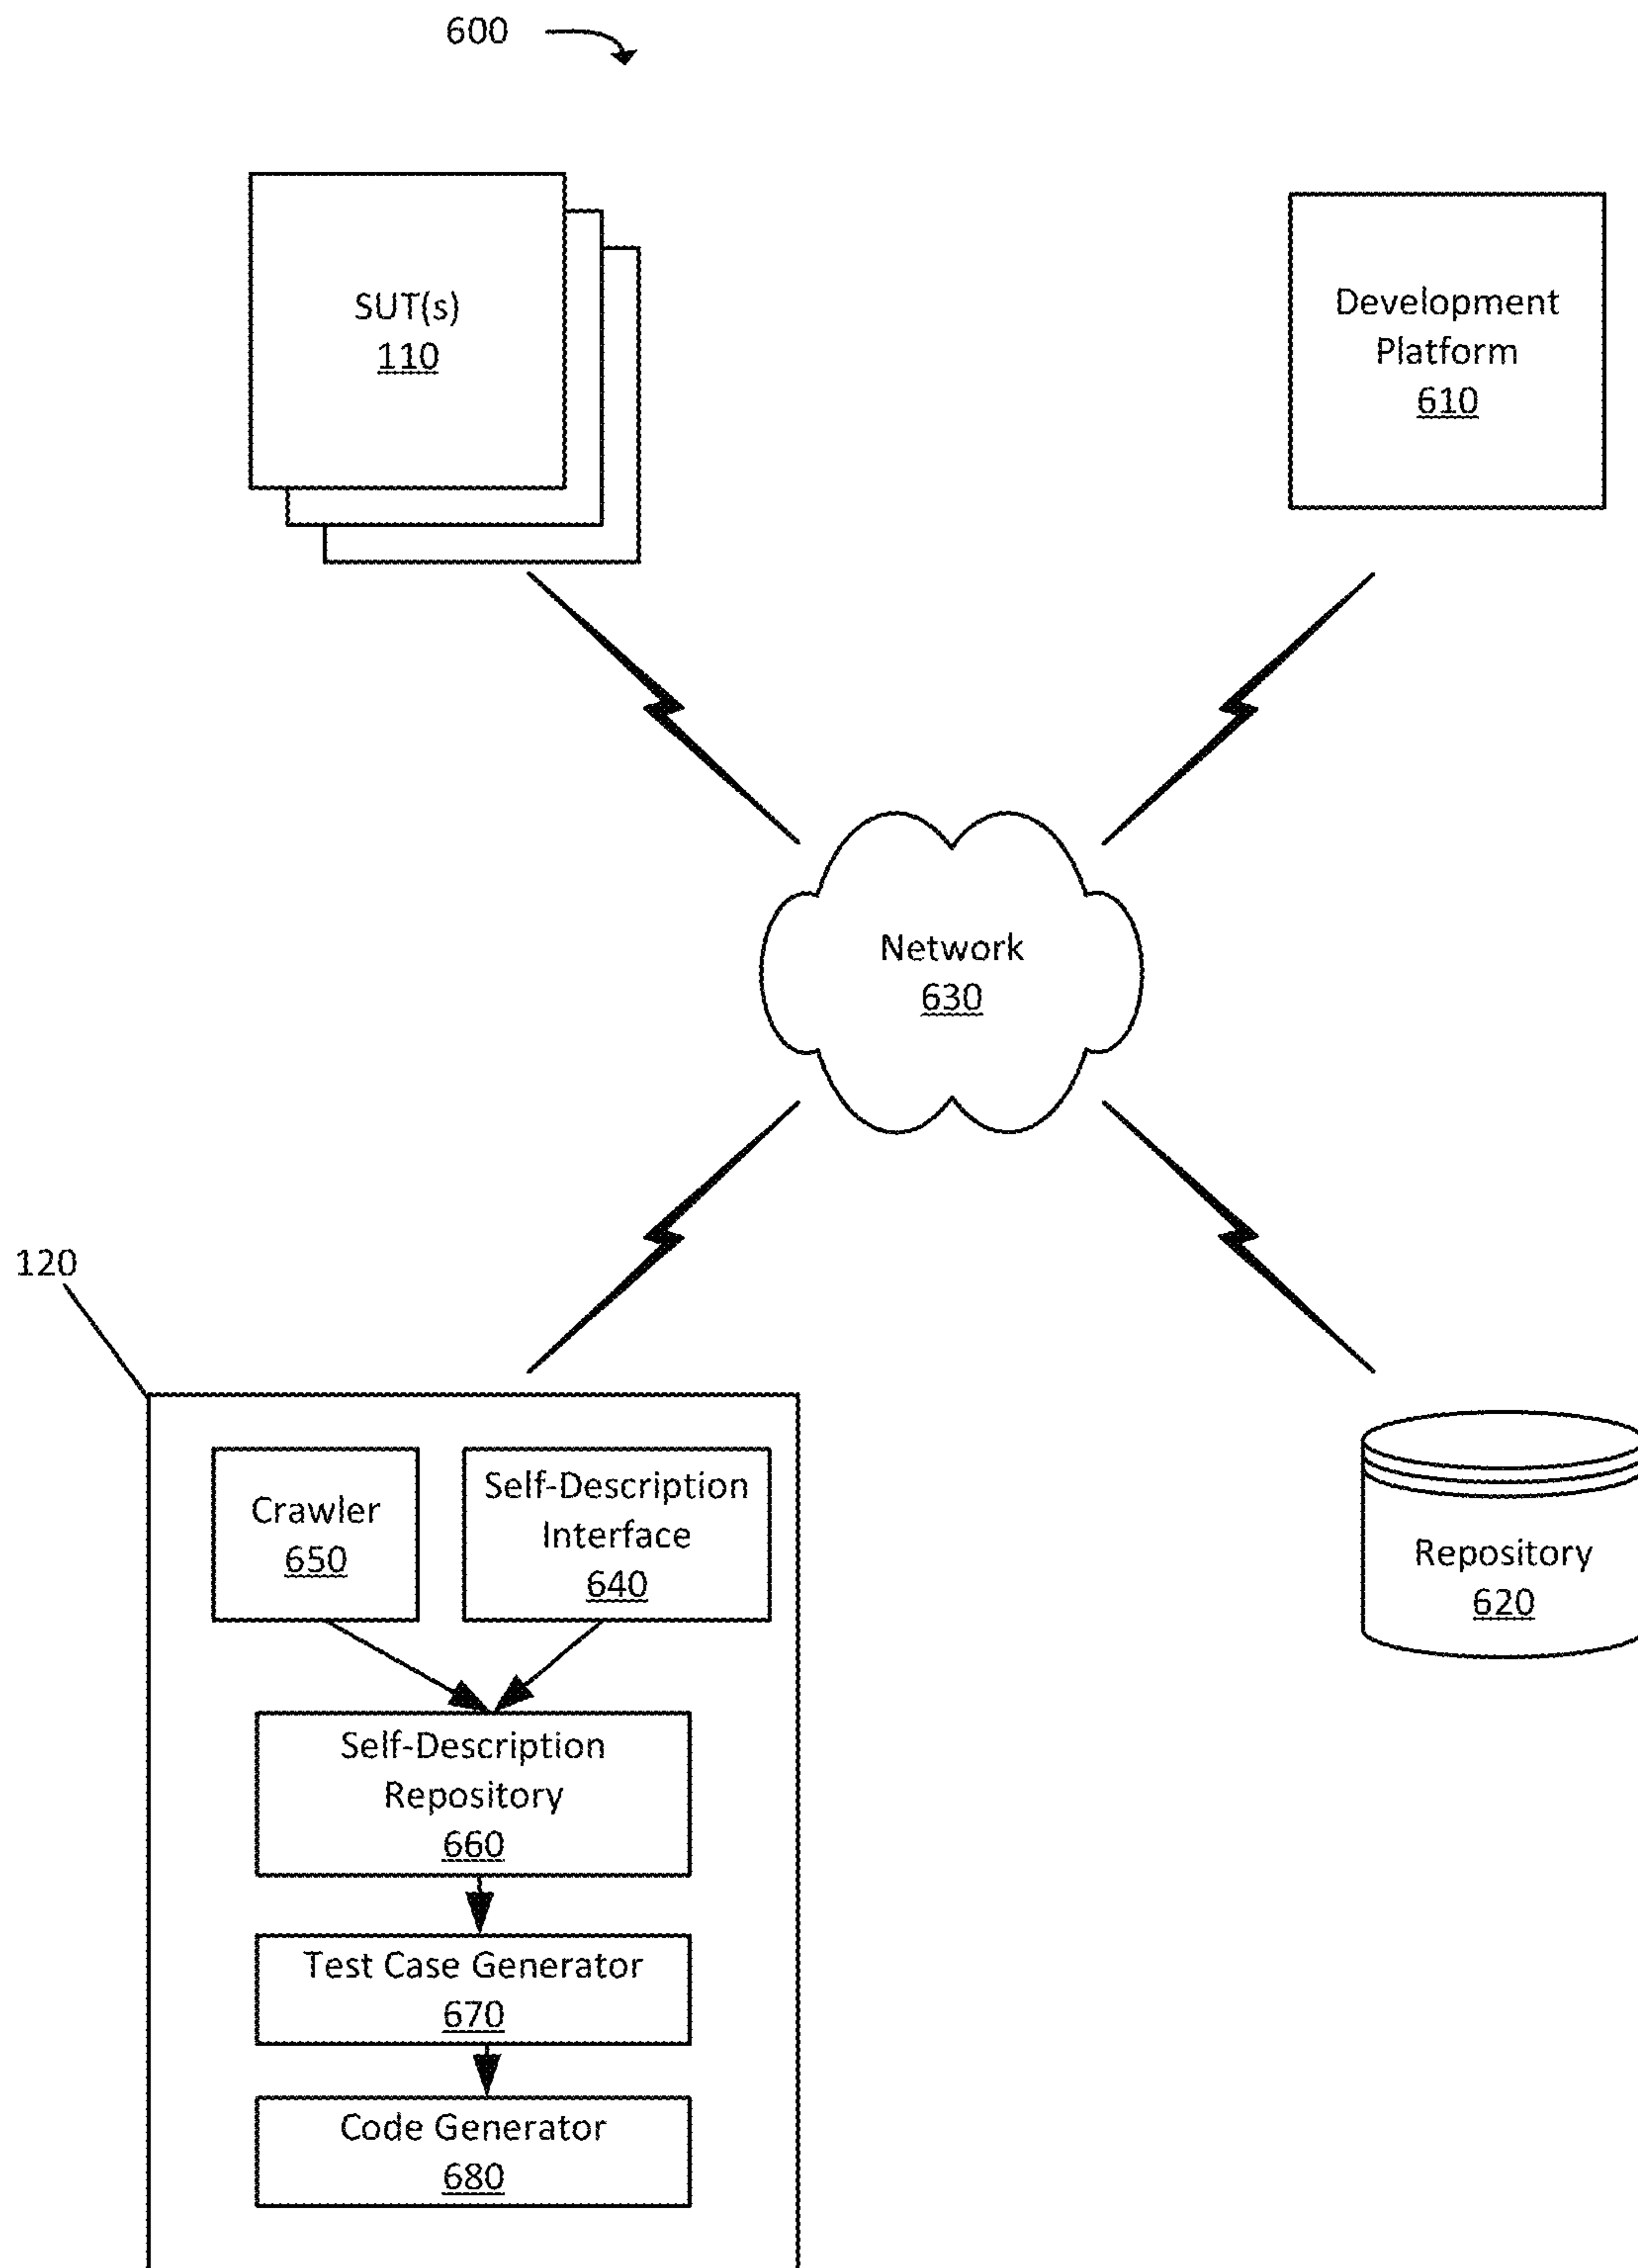 600
SUT(s)
110
Development
Platform
610
Network
630
120
Crawler
650
Self-Description
Interface
640
Repository
620
Self-Description
Repository
660
Test Case Generator
670
Code Generator
680